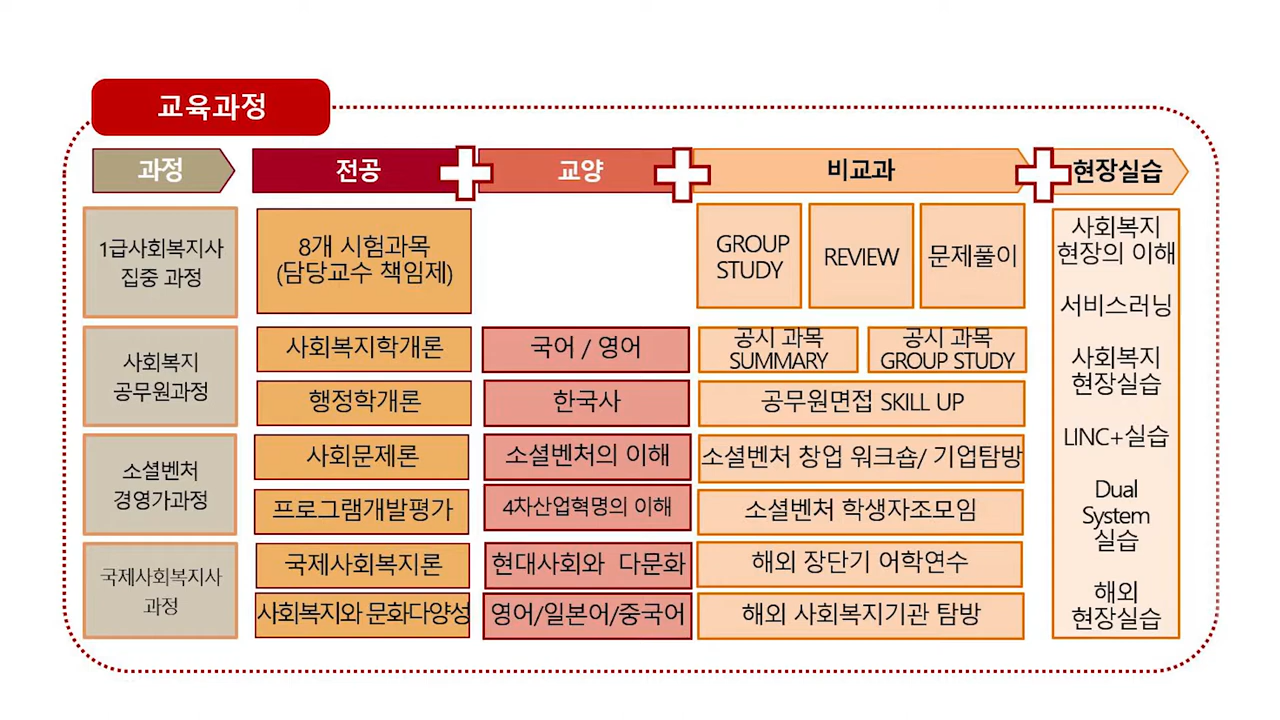 교육과정
과정
전공
교양
비교과
현장실습
1급사회복지사
집중 과정
8개 시험과목
(담당교수 책임제)
GROUP
STUDY
REVIEW
문제풀이
사회복지
공무원과정
사회복지학개론
국어 / 영어
공시 과목
SUMMARY
공시 과목
GROUP STUDY
행정학개론
한국사
공무원면접 SKILL UP
소셜벤처
경영가과정
사회문제론
소셜벤처의 이해
소셜벤처 창업 워크숍/ 기업탐방
프로그램개발평가
4차산업혁명의 이해
소셜벤처 학생자조모임
국제사회복지사
과정
국제사회복지론
현대사회와 다문화
해외 장단기 어학연수
사회복지와 문화다양성
영어/일본어/중국어
해외 사회복지기관 탐방
사회복지
현장의 이해
서비스러닝
사회복지
현장실습
LINC+실습
Dual
System
실습
해외
현장실습